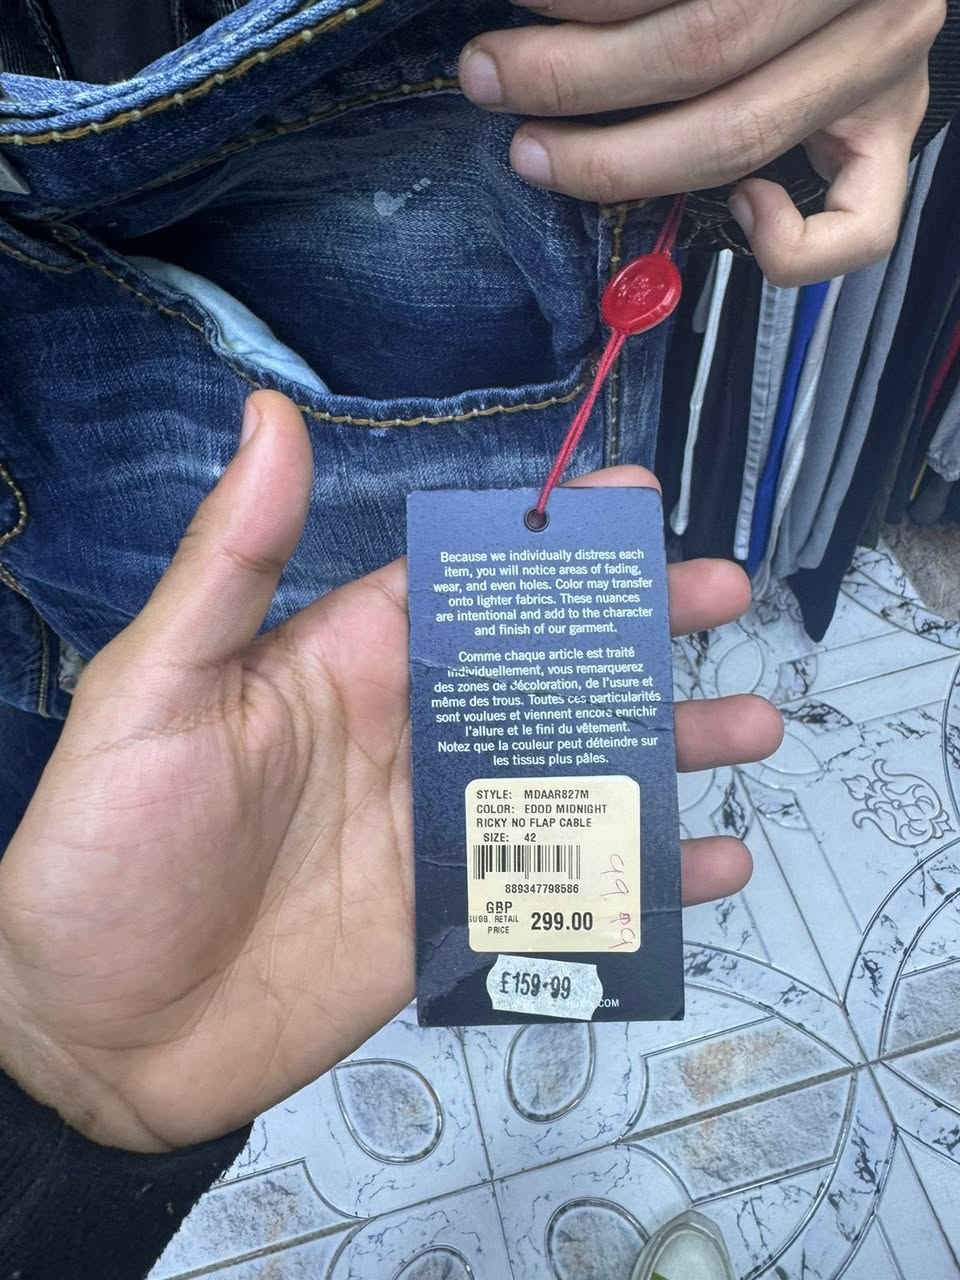 Because we individually distress each
item, you will notice areas of fading,
wear, and even holes. Color may transfer
onto lighter fabrics. These nuances
are intentional and add to the character
and finish of our garment.
Comme chaque article est traité
individuellement, vous remarquerez
des zones de décoloration, de l'usure et
même des trous. Toutes ces particularités
sont voulues et viennent encore enrichir
l'allure et le fini du vêtement.
Notez que la couleur peut déteindre sur
les tissus plus pâles.
STYLE: MDAAR827M
COLOR: EDOD MIDNIGHT
RICKY NO FLAP CABLE
SIZE: 42
889347798586
GBP
SUGG. RETAIL
PRICE
299.00
99.99
£159.99
.COM